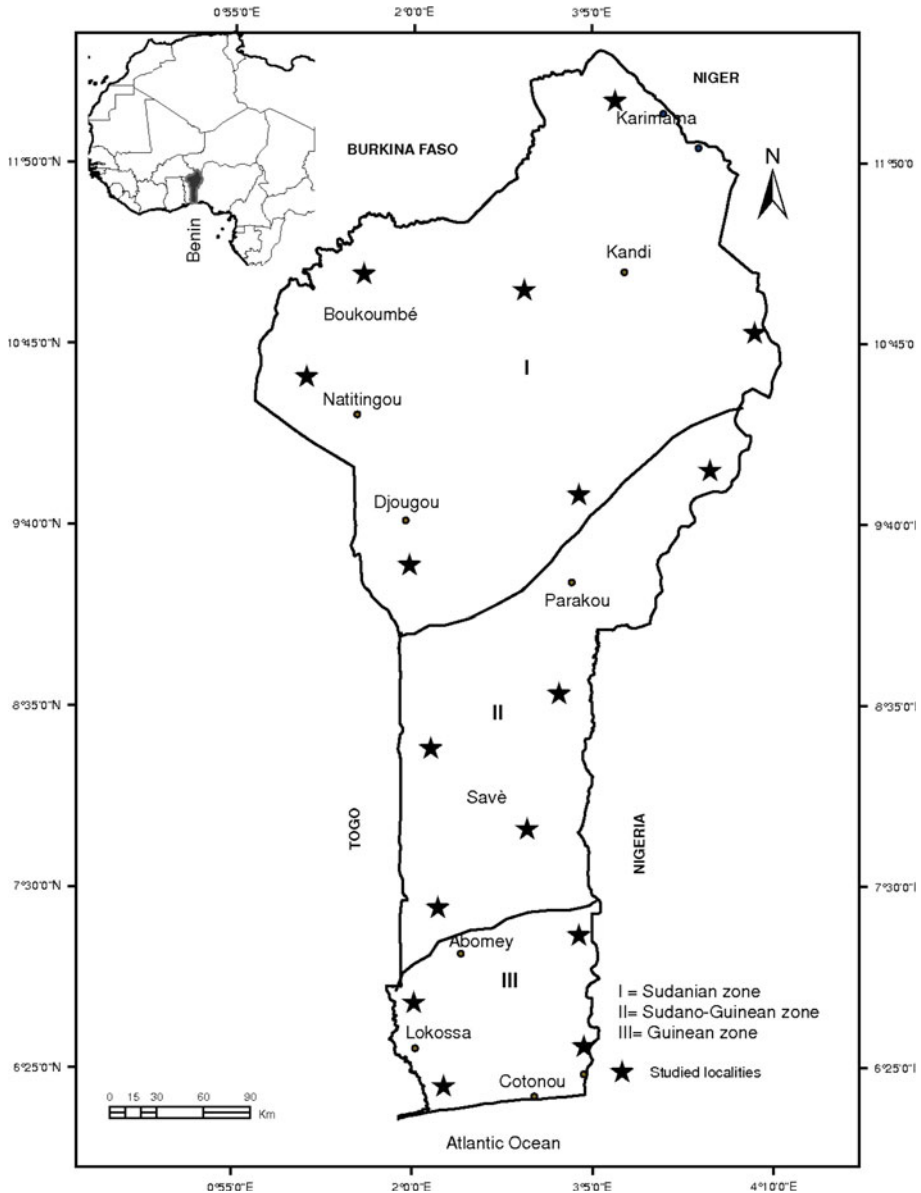 0°55'0"E 2°0'0"E 3°5'0"E
NIGER
Karimama
BURKINA FASO
11°50'0"N
11°50'0"
N
Benin
Kandi
Boukoumbé
10°45'0"N
10°45'0"
I
Natitingou
Djougou
9°40'0"N
9°40'0"
Parakou
8°35'0"N
8°35'0"
II
Savè
TOGO
NIGERIA
7°30'0"N
7°30'0"
Abomey
III
I = Sudanian zone
II= Sudano-Guinean zone
III= Guinean zone
Lokossa
6°25'0"N
6°25'0"
Cotonou
Studied localities
0 15 30 60 90
Km
Atlantic Ocean
0°55'0"E 2°0'0"E 3°5'0"E 4°10'0"E